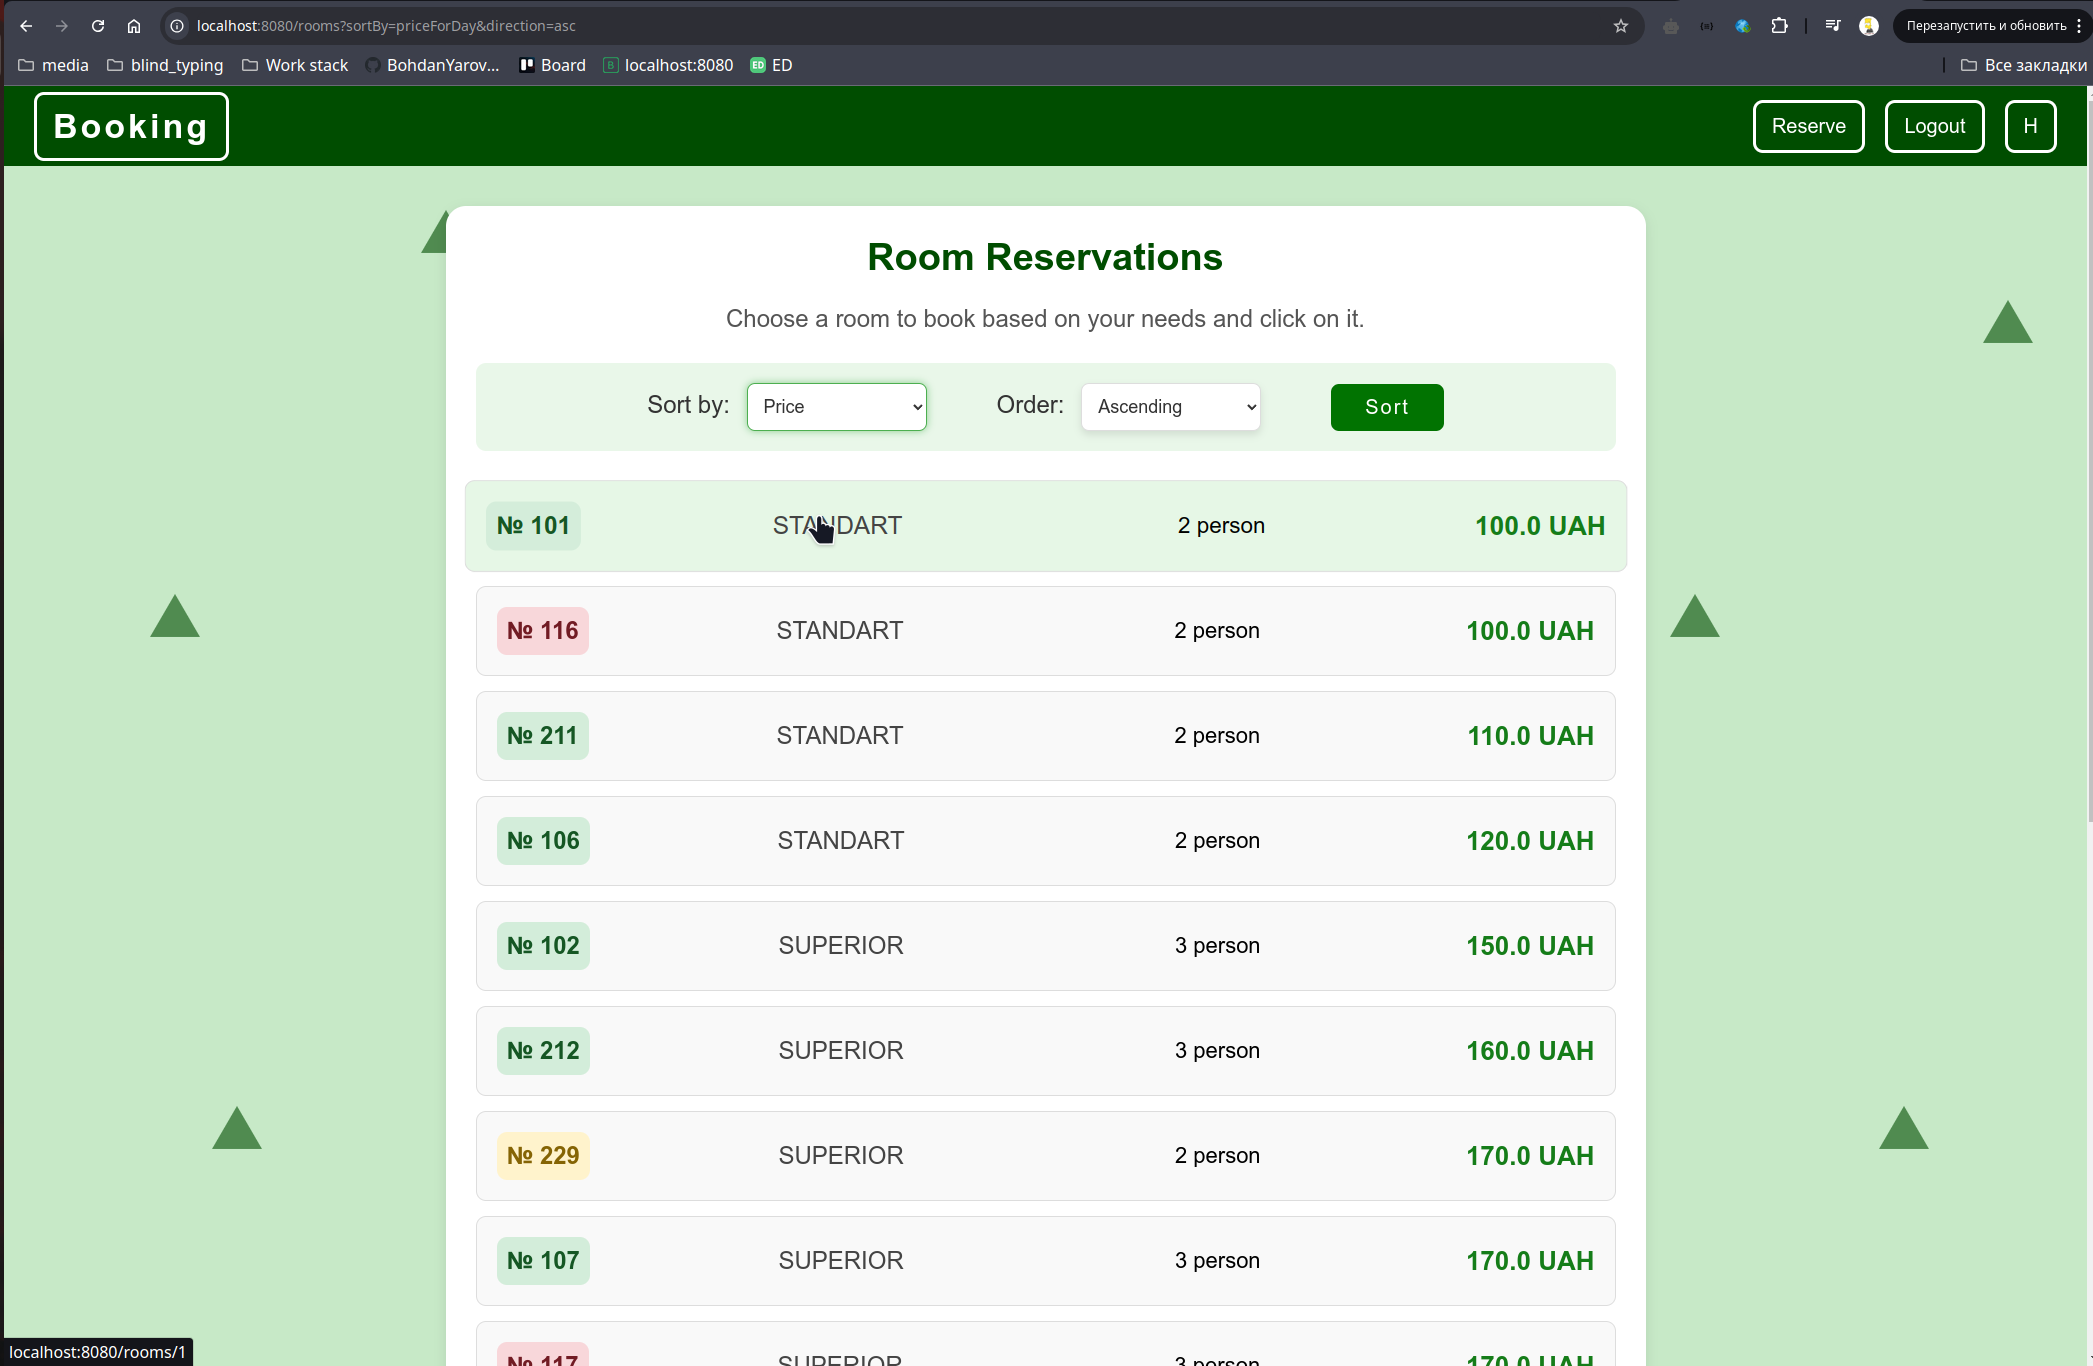 localhost:8080/rooms?sortBy=priceForDay&direction=asc
Перезапустить и обновить
media blind_typing Work stack BohdanYarov... Board localhost:8080 ED Все закладки
Booking Reserve Logout H
Room Reservations
Choose a room to book based on your needs and click on it.
Sort by: Price Order: Ascending Sort
№ 101 STANDART 2 person 100.0 UAH
№ 116 STANDART 2 person 100.0 UAH
№ 211 STANDART 2 person 110.0 UAH
№ 106 STANDART 2 person 120.0 UAH
№ 102 SUPERIOR 3 person 150.0 UAH
№ 212 SUPERIOR 3 person 160.0 UAH
№ 229 SUPERIOR 2 person 170.0 UAH
№ 107 SUPERIOR 3 person 170.0 UAH
№ 117 SUPERIOR 3 person 170.0 UAH
localhost:8080/rooms/1